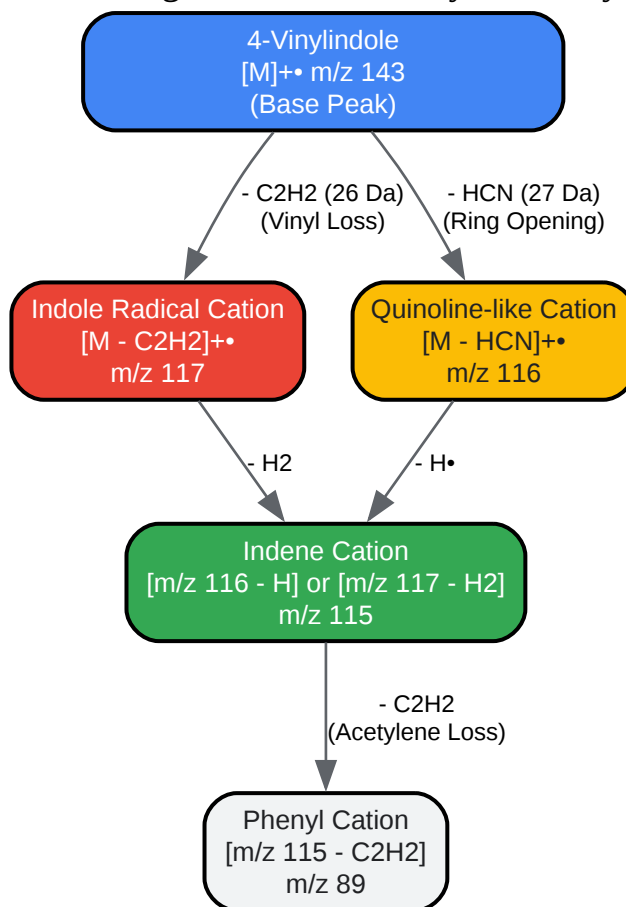 4-Vinylindole
[M]+• m/z 143
(Base Peak)
- C2H2 (26 Da)
(Vinyl Loss)
- HCN (27 Da)
(Ring Opening)
Indole Radical Cation
[M - C2H2]+•
m/z 117
Quinoline-like Cation
[M - HCN]+•
m/z 116
- H2
- H•
Indene Cation
[m/z 116 - H] or [m/z 117 - H2]
m/z 115
- C2H2
(Acetylene Loss)
Phenyl Cation
[m/z 115 - C2H2]
m/z 89